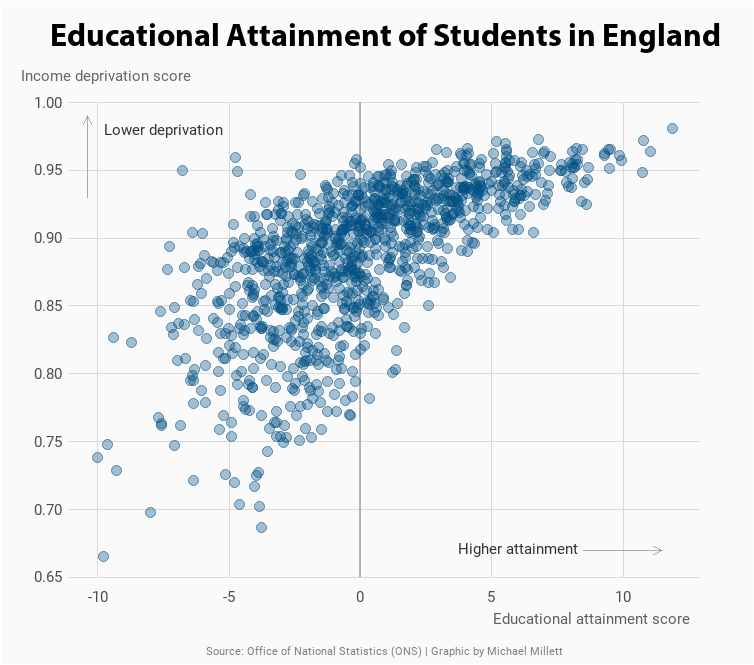 Educational Attainment of Students in England
Income deprivation score
1.00
Lower deprivation
0.95
0.90
0.85
0.80
0.75
0.70
Higher attainment
0.65
-10 -5 0 5 10
Educational attainment score
Source: Office of National Statistics (ONS) | Graphic by Michael Millett